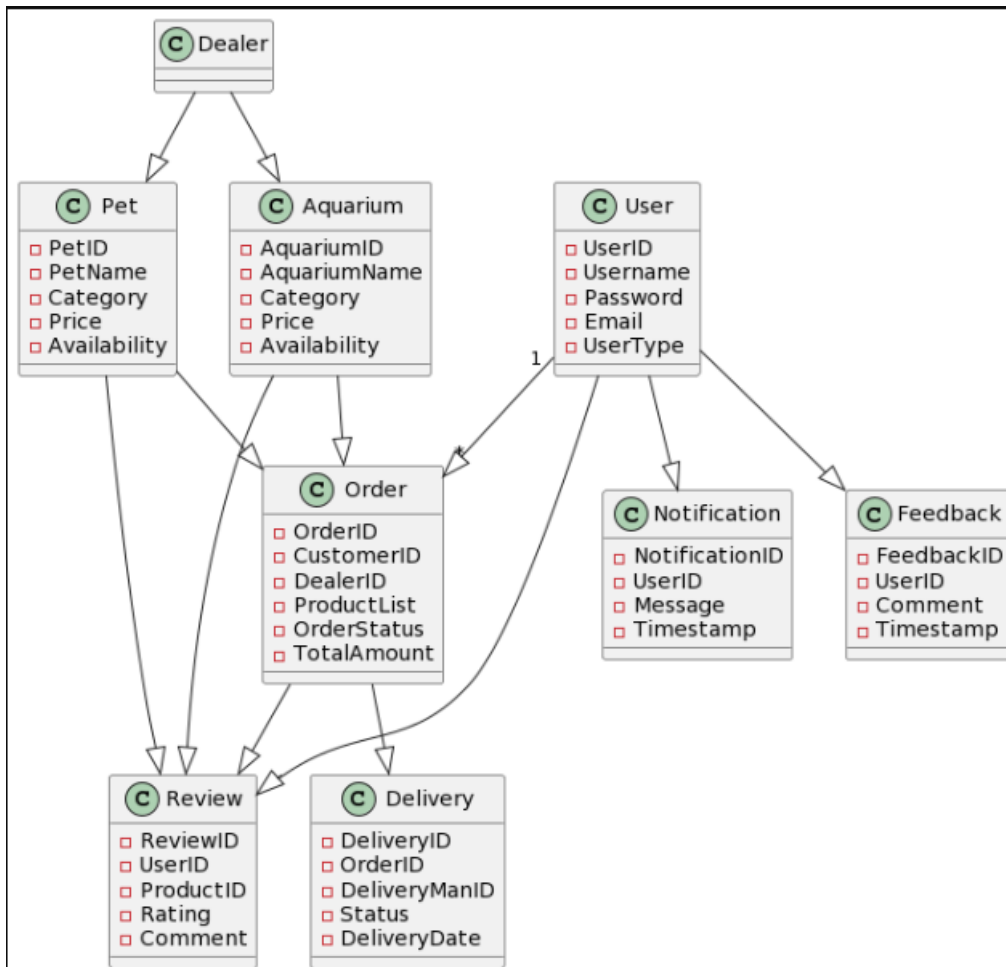 C Dealer
C Pet
PetID
PetName
Category
Price
Availability
C Aquarium
AquariumID
AquariumName
Category
Price
Availability
C User
UserID
Username
Password
Email
UserType
1
*
C Order
OrderID
CustomerID
DealerID
ProductList
OrderStatus
TotalAmount
C Notification
NotificationID
UserID
Message
Timestamp
C Feedback
FeedbackID
UserID
Comment
Timestamp
C Review
ReviewID
UserID
ProductID
Rating
Comment
C Delivery
DeliveryID
OrderID
DeliveryManID
Status
DeliveryDate